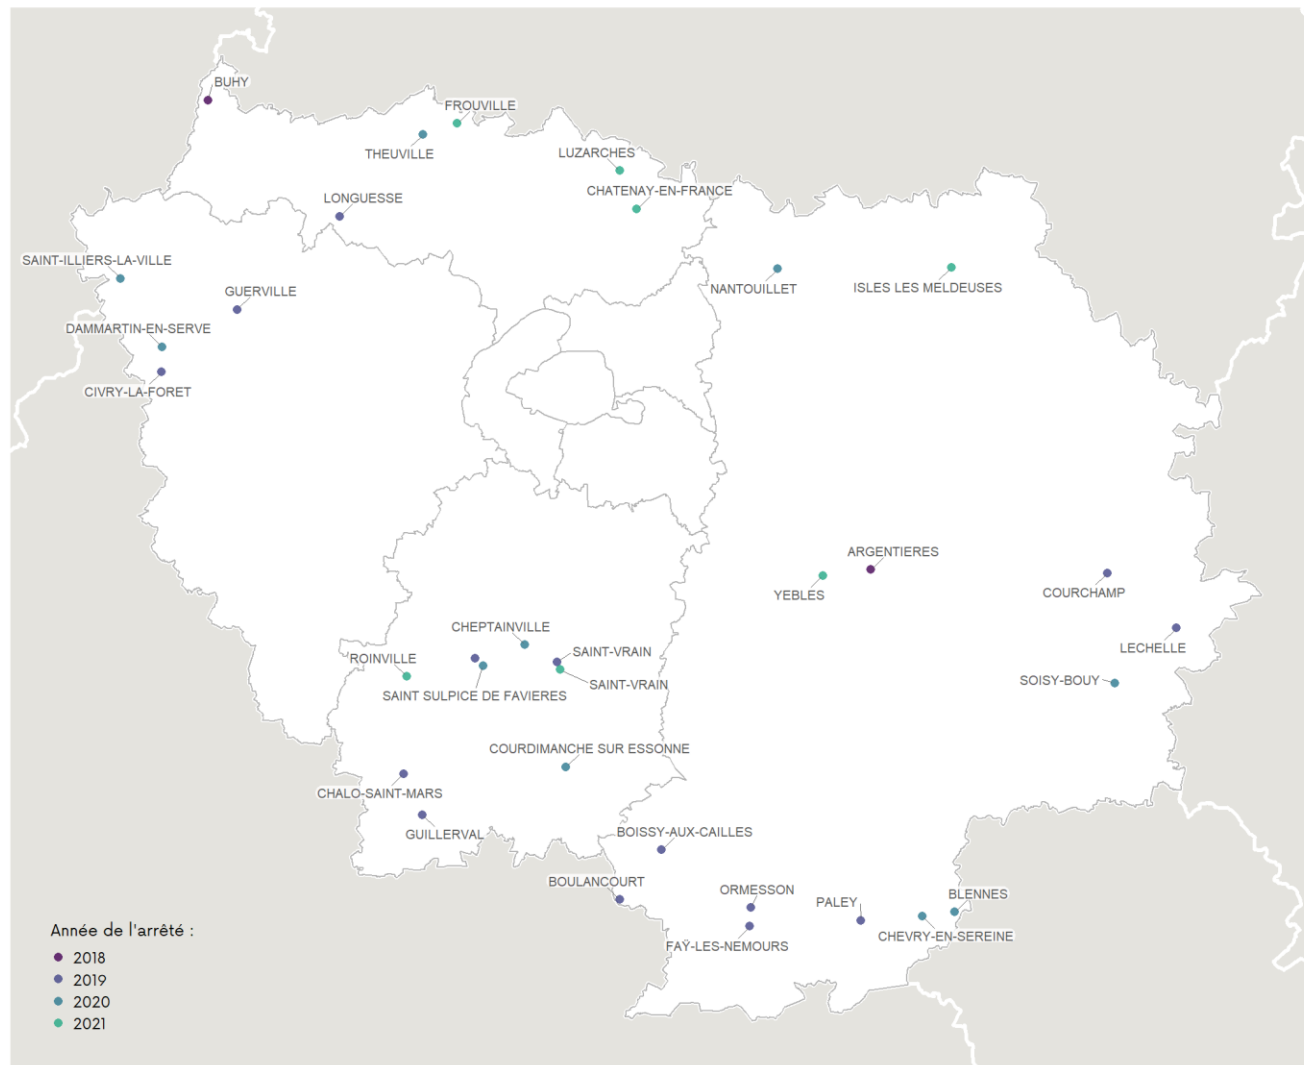 BUHY
FROUVILLE
THEUVILLE
LUZARCHES
CHATENAY-EN-FRANCE
LONGUESSE
SAINT-ILLIERS-LA-VILLE
NANTOUILLET
ISLES LES MELDEUSES
GUERVILLE
DAMMARTIN-EN-SERVE
CIVRY-LA-FORET
ARGENTIERES
YEBLES
COURCHAMP
CHEPTAINVILLE
LECHELLE
ROINVILLE
SAINT-VRAIN
SOISY-BOUY
SAINT-VRAIN
SAINT SULPICE DE FAVIERES
COURDIMANCHE SUR ESSONNE
CHALO-SAINT-MARS
GUILLERVAL
BOISSY-AUX-CAILLES
BOULANCOURT
ORMESSON
PALEY
BLENNES
FAŸ-LES-NEMOURS
CHEVRY-EN-SEREINE
Année de l'arrêté :
2018
2019
2020
2021